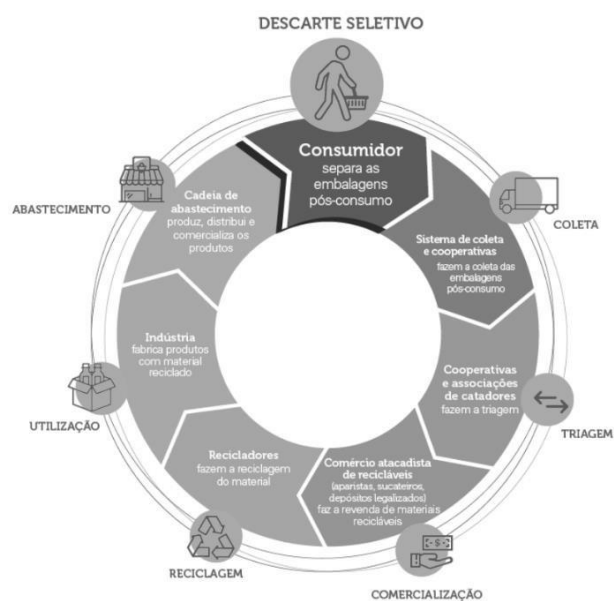 DESCARTE SELETIVO
Consumidor
separa as
embalagens
pós-consumo
COLETA
Sistema de coleta
e cooperativas
fazem a coleta das
embalagens
pós-consumo
TRIAGEM
Cooperativas
e associações
de catadores
fazem a triagem
COMERCIALIZAÇÃO
Comércio atacadista
de recicláveis
(aparistas, sucateiros,
depósitos legalizados)
faz a revenda de materiais
recicláveis
RECICLAGEM
Recicladores
fazem a reciclagem
do material
UTILIZAÇÃO
Indústria
fabrica produtos
com material
reciclado
ABASTECIMENTO
Cadeia de
abastecimento
produz, distribui e
comercializa os
produtos
-$-